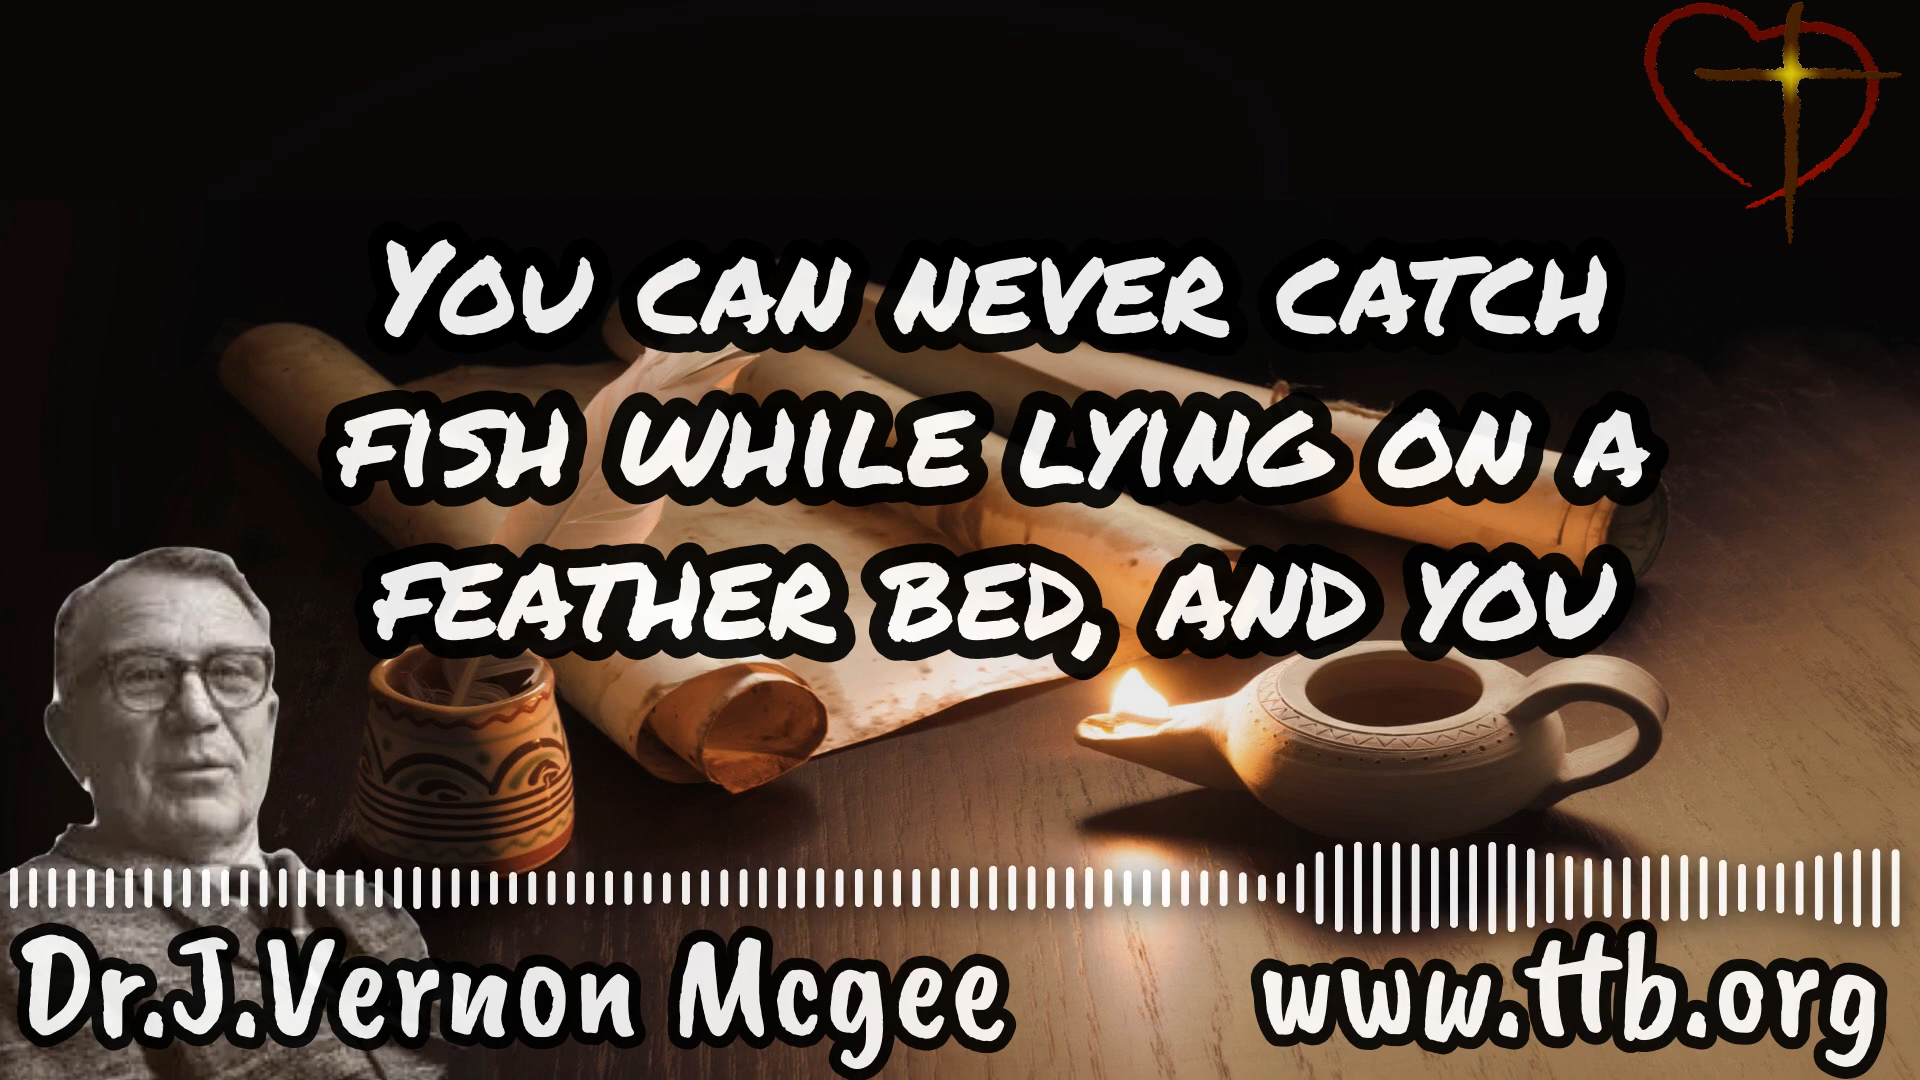 You can never catch
fish while lying on a
feather bed, and you
Dr.J.Vernon Mcgee
www.ttb.org